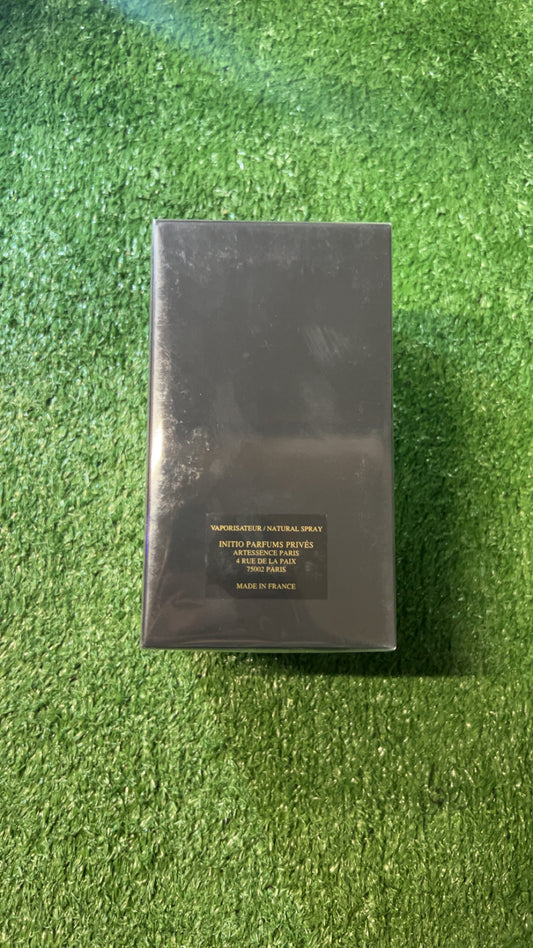 VAPORISATEUR / NATURAL SPRAY
INITIO PARFUMS PRIVÉS
ARTESSENCE PARIS
4 RUE DE LA PAIX
75002 PARIS
MADE IN FRANCE